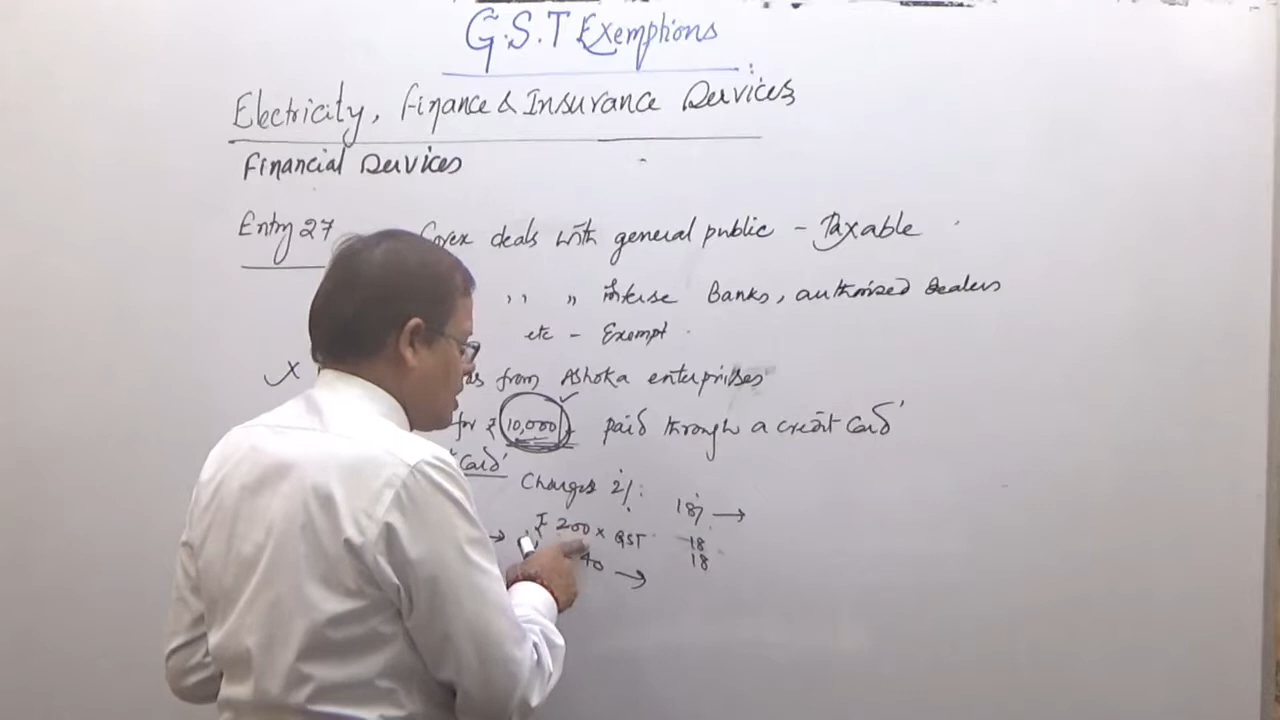 G.S.T Exemptions
Electricity, Finance & Insurance Services
Financial Services
Entry 27 Forex deals with general public - Taxable
,, ,, interse Banks, authorised dealers
etc - Exempt
X from Ashoka enterprises
for ₹ 10,000 paid through a credit Card'
'Card'
Charges 2%:
₹ 200 x GST 18% →
40 → 18
18